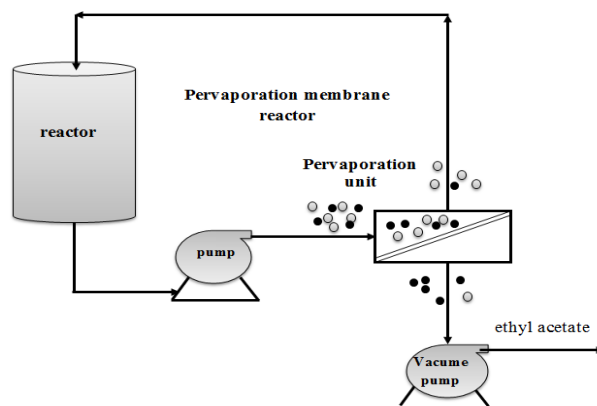 reactor
Pervaporation membrane
reactor
Pervaporation
unit
pump
ethyl acetate
Vacume
pump